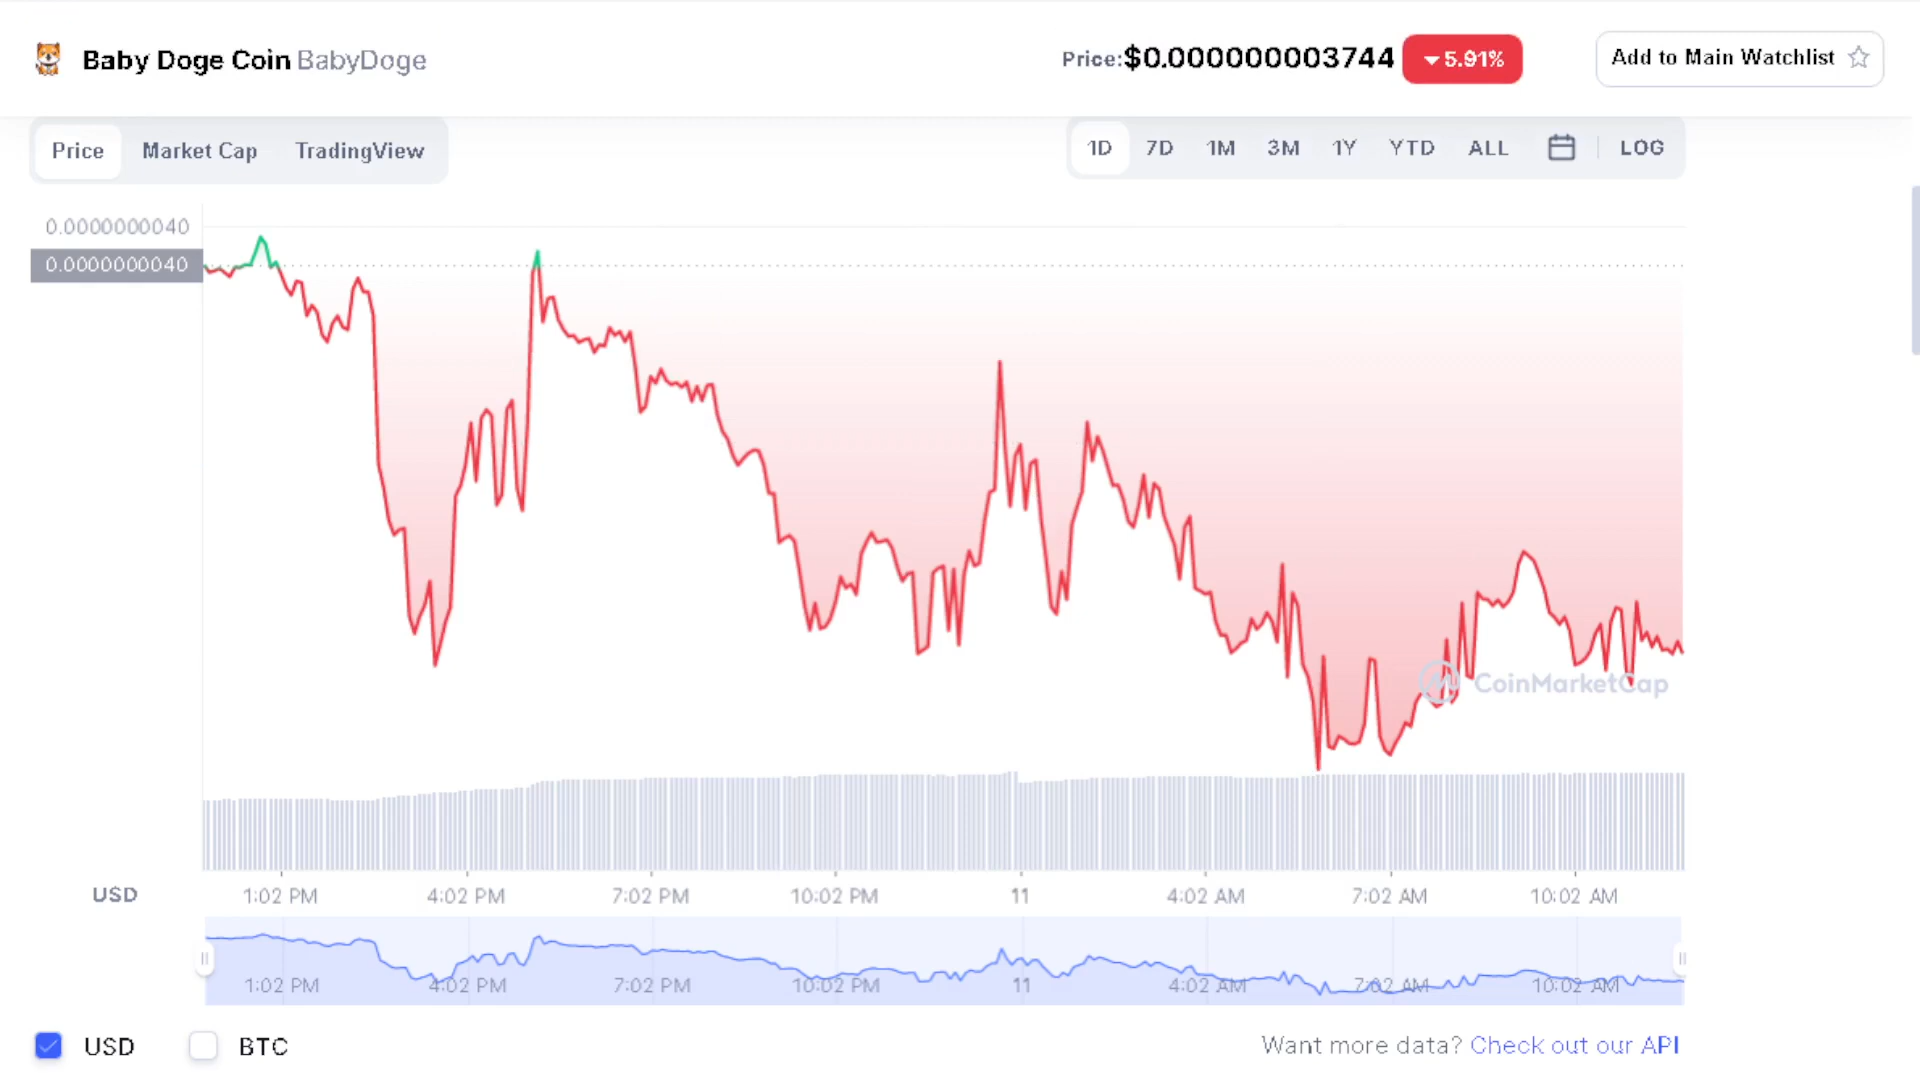 Baby Doge Coin BabyDoge
Price:$0.000000003744 5.91%
Add to Main Watchlist
Price Market Cap TradingView
1D 7D 1M 3M 1Y YTD ALL LOG
0.0000000040
0.0000000040
CoinMarketCap
USD 1:02 PM 4:02 PM 7:02 PM 10:02 PM 11 4:02 AM 7:02 AM 10:02 AM
1:02 PM 4:02 PM 7:02 PM 10:02 PM 11 4:02 AM 7:02 AM 10:02 AM
USD BTC
Want more data? Check out our API